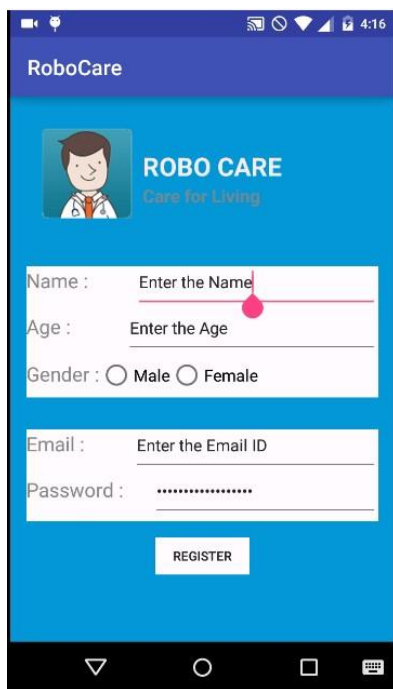 4:16
RoboCare
ROBO CARE
Care for Living
Name : Enter the Name
Age : Enter the Age
Gender : Male Female
Email : Enter the Email ID
Password : ••••••••••••••••••
REGISTER